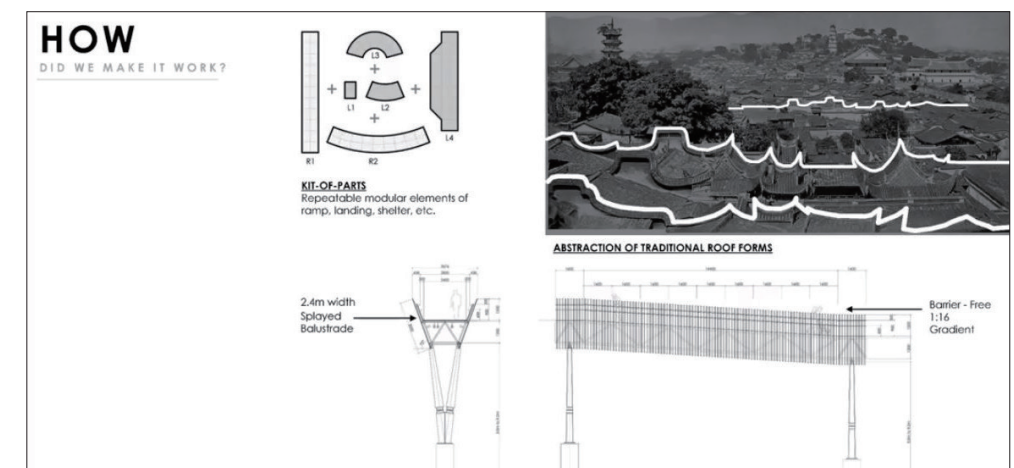 HOW
DID WE MAKE IT WORK?
L3
L1
L2
L4
R1
R2
KIT-OF-PARTS
Repeatable modular elements of
ramp, landing, shelter, etc.
ABSTRACTION OF TRADITIONAL ROOF FORMS
2.4m width
Splayed
Balustrade
Barrier - Free
1:16
Gradient